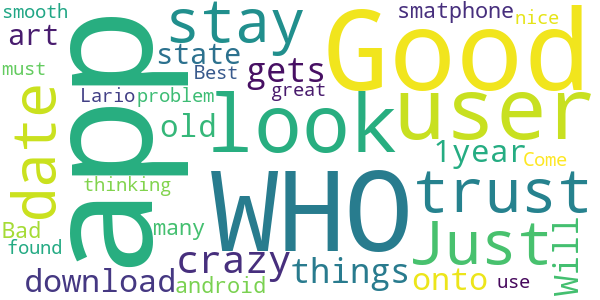 smooth
art
must
app
stay
state
Best
Lario
problem
gets
great
smatphone
nice
Good
user
look
date
old
1year
Come
thinking
WHO
trust
Bad
found
many
crazy
things
Just
Will
download
android
onto
use